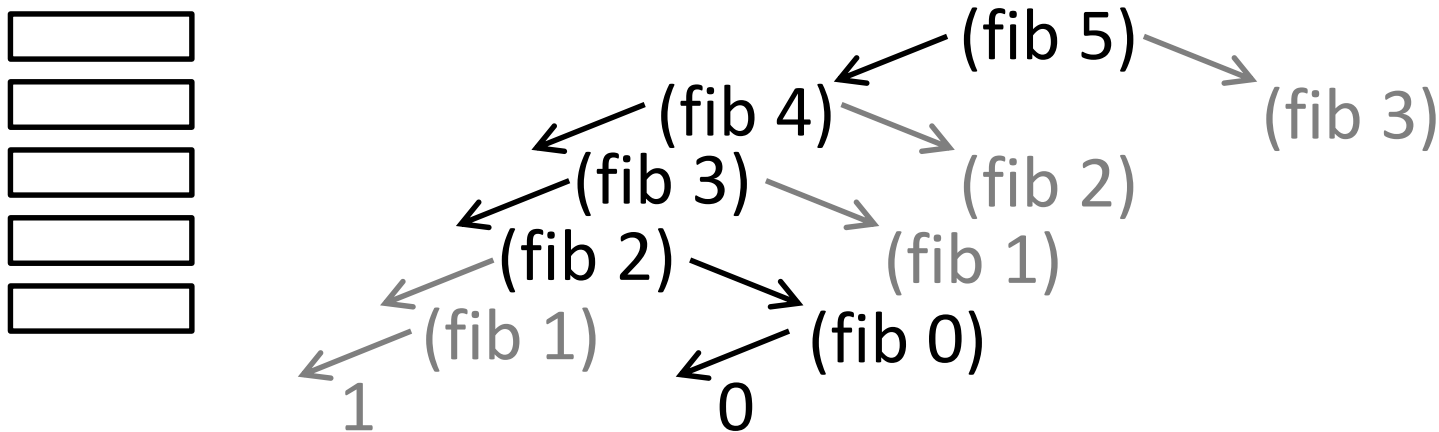 (fib 5)
(fib 4) (fib 3)
(fib 3) (fib 2)
(fib 2) (fib 1)
(fib 1) (fib 0)
1 0